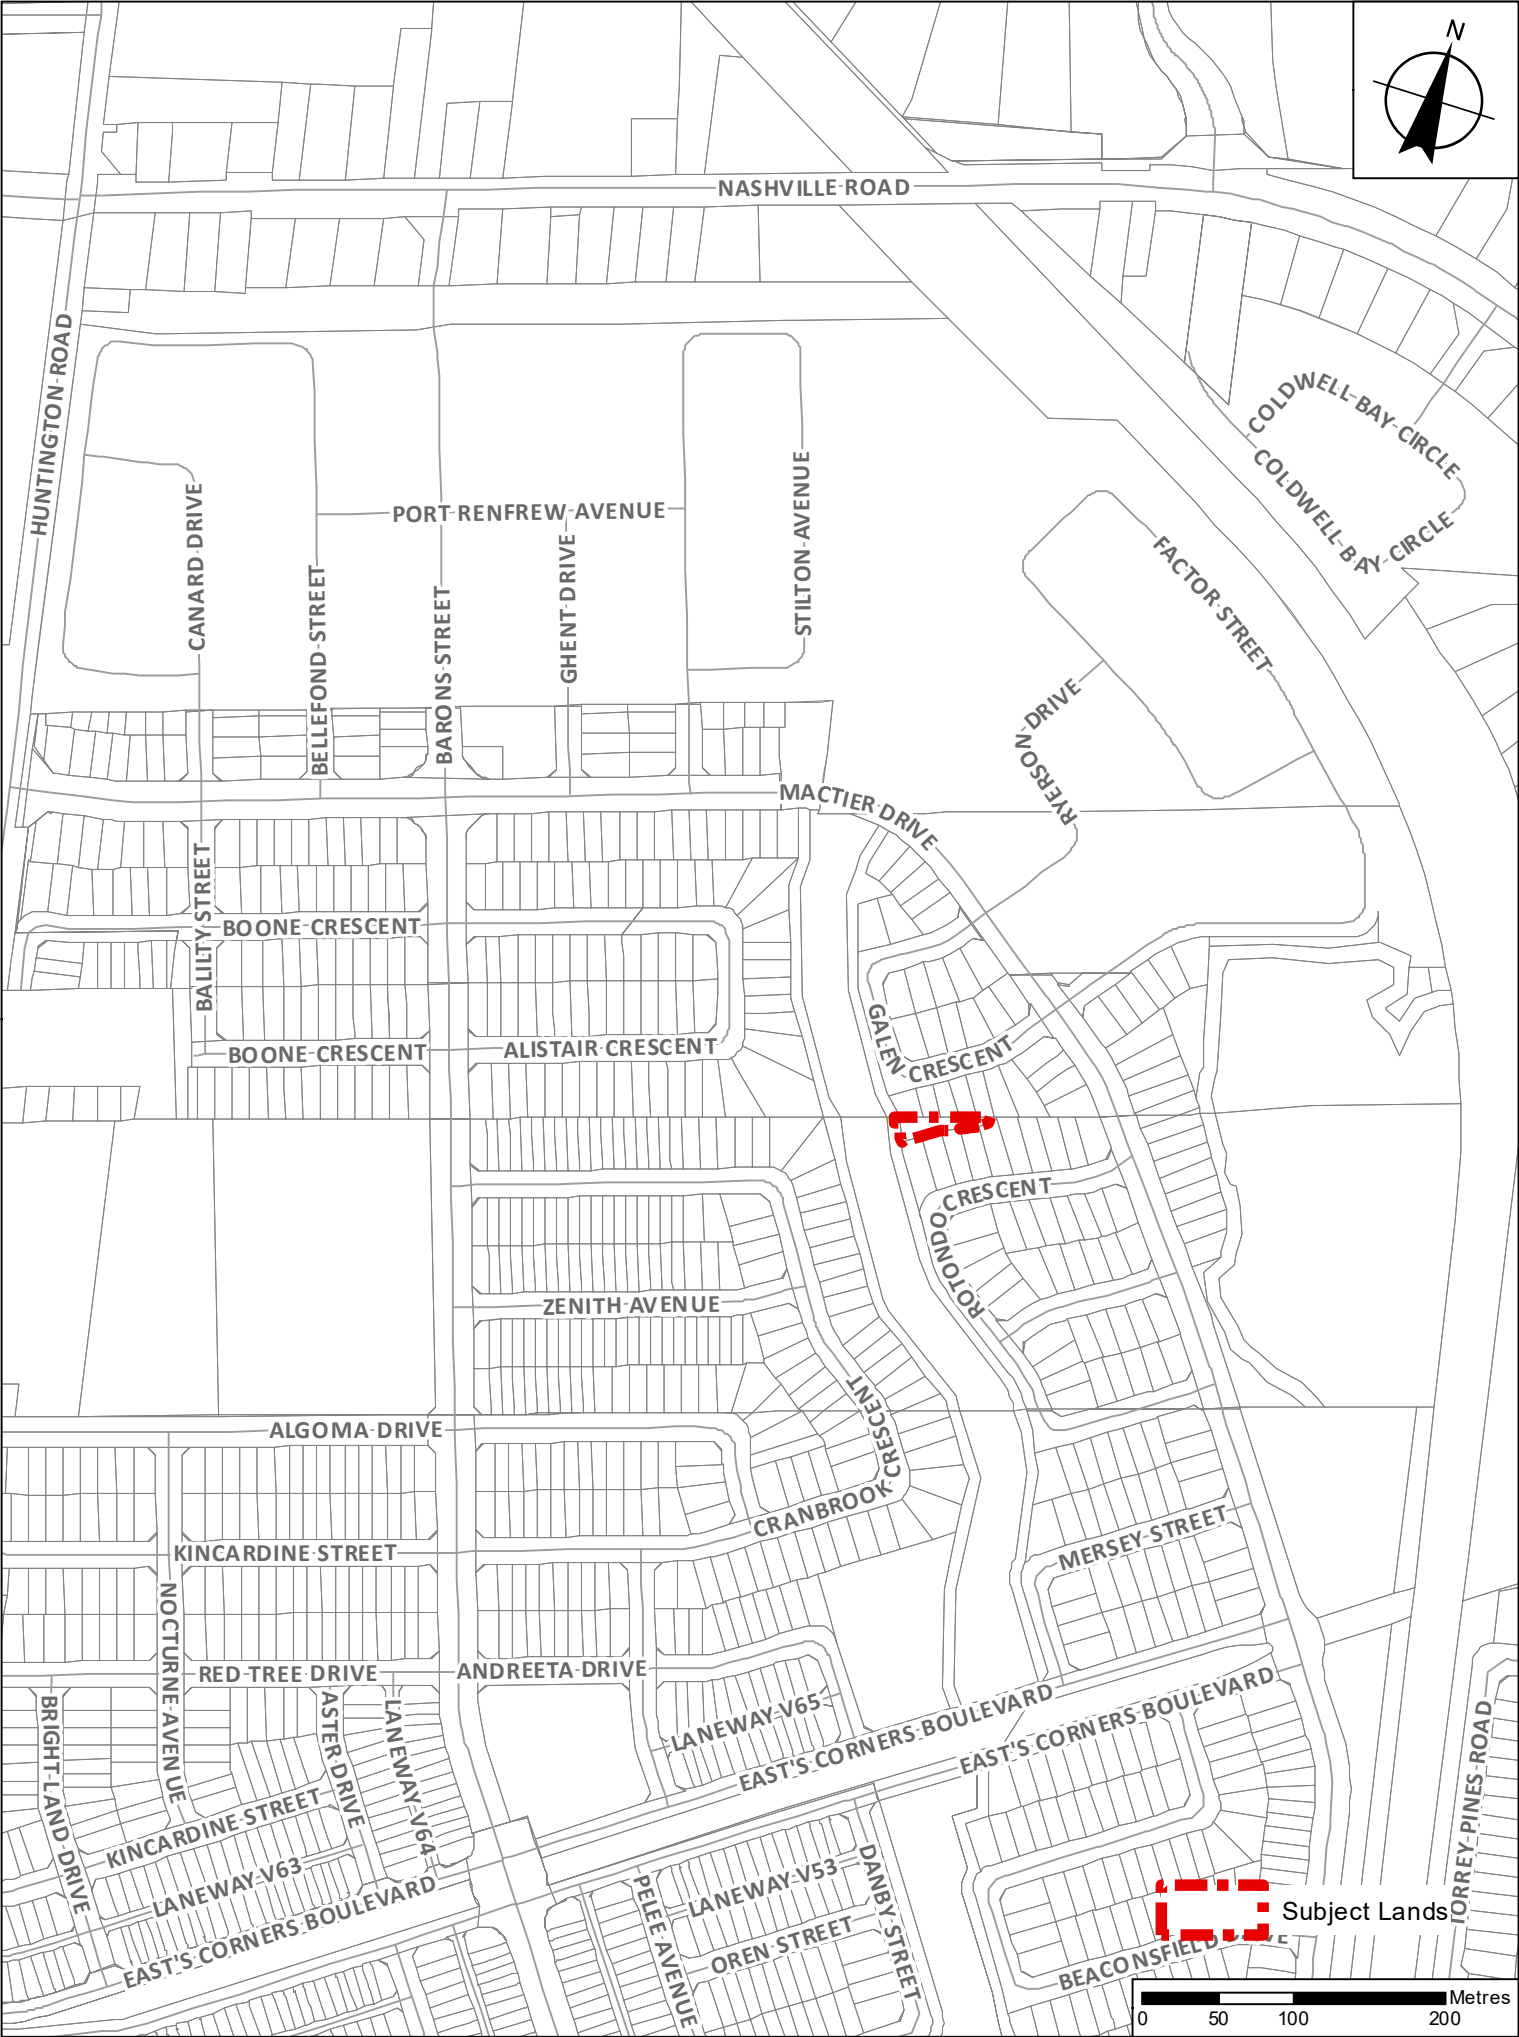 N
NASHVILLE ROAD
HUNTINGTON ROAD
COLDWELL BAY CIRCLE
COLDWELL BAY CIRCLE
CANARD DRIVE
PORT RENFREW AVENUE
STILTON AVENUE
FACTOR STREET
GHENT DRIVE
BELLEFOND STREET
BARONS STREET
RYERSON DRIVE
MACTIER DRIVE
BALILTY STREET
BOONE CRESCENT
GALEN CRESCENT
BOONE CRESCENT
ALISTAIR CRESCENT
ROTONDO CRESCENT
ZENITH AVENUE
ALGOMA DRIVE
CRANBROOK CRESCENT
MERSEY STREET
KINCARDINE STREET
NOCTURNE AVENUE
RED TREE DRIVE
ANDREETA DRIVE
BRIGHT LAND DRIVE
ASTER DRIVE
LANEWAY V64
LANEWAY V65
EAST'S CORNERS BOULEVARD
EAST'S CORNERS BOULEVARD
TORREY PINES ROAD
KINCARDINE STREET
LANEWAY V63
EAST'S CORNERS BOULEVARD
PELEE AVENUE
LANEWAY V53
OREN STREET
DANBY STREET
BEACONSFIELD DRIVE
Subject Lands
Metres
0 50 100 200